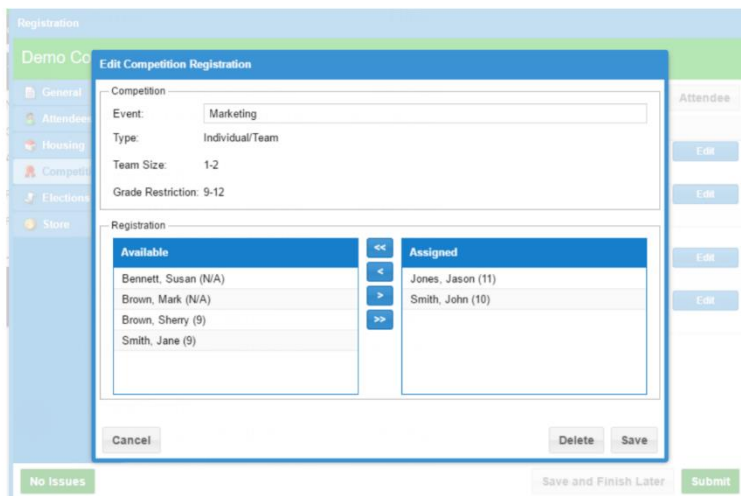 Registration
Demo Co
Edit Competition Registration
General
Attendees
Housing
Competiti
Elections
Store
Attendee
Edit
Edit
Edit
Edit
Competition
Event: Marketing
Type: Individual/Team
Team Size: 1-2
Grade Restriction: 9-12
Registration
Available << Assigned
Bennett, Susan (N/A) < Jones, Jason (11)
Brown, Mark (N/A) > Smith, John (10)
Brown, Sherry (9) >>
Smith, Jane (9)
Cancel Delete Save
No Issues Save and Finish Later Submit